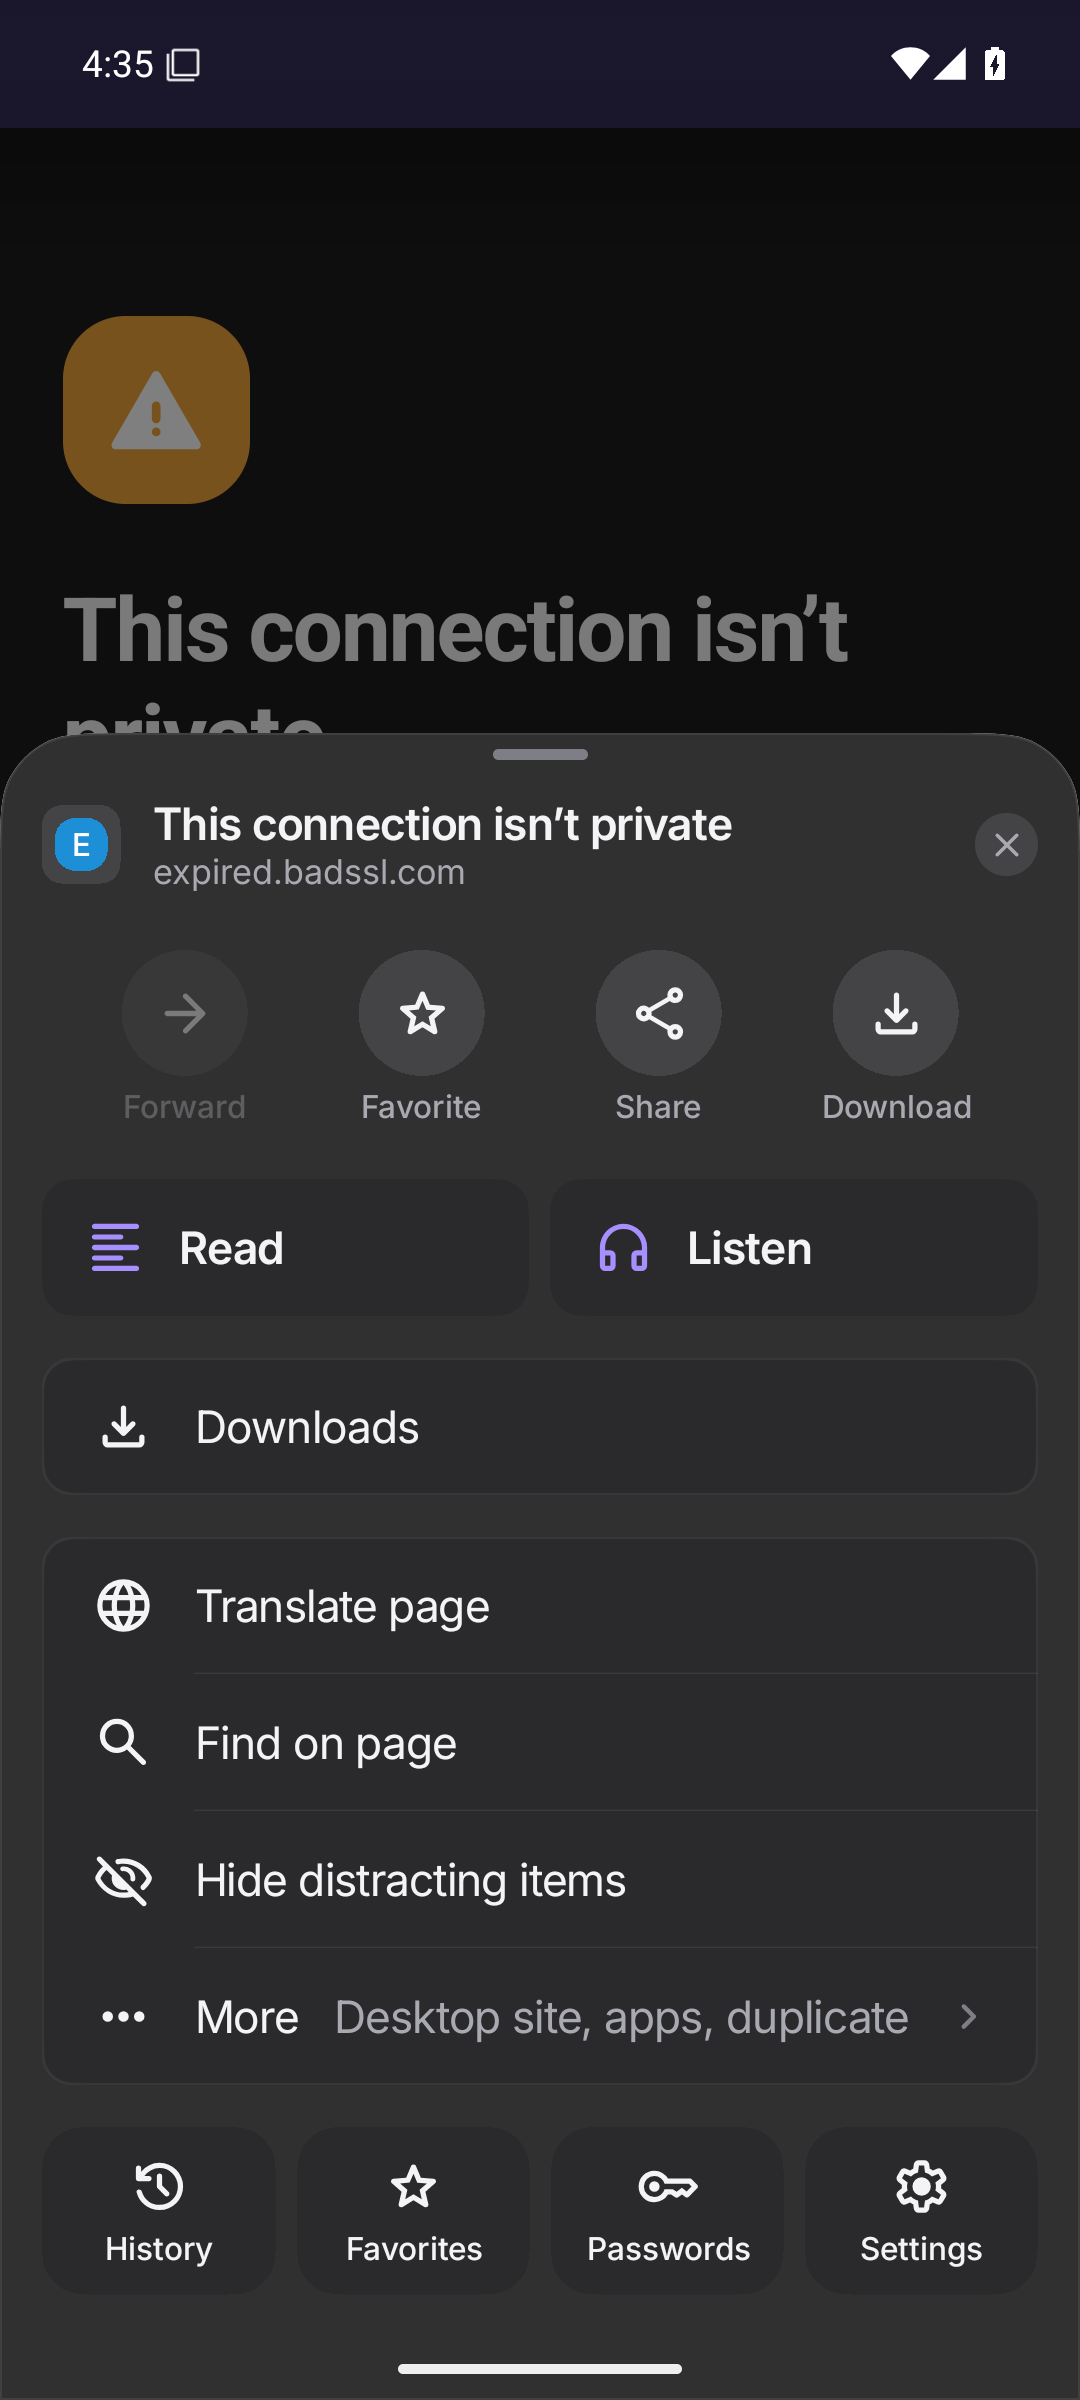 4:35
This connection isn’t
private
E
This connection isn’t private
expired.badssl.com
Forward
Favorite
Share
Download
Read
Listen
Downloads
Translate page
Find on page
Hide distracting items
More Desktop site, apps, duplicate
History
Favorites
Passwords
Settings